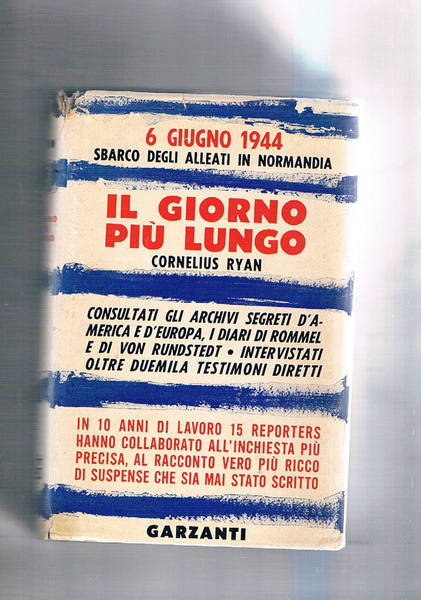 6 GIUGNO 1944
SBARCO DEGLI ALLEATI IN NORMANDIA
IL GIORNO
PIÙ LUNGO
CORNELIUS RYAN
CONSULTATI GLI ARCHIVI SEGRETI D'A-
MERICA E D'EUROPA, I DIARI DI ROMMEL
E DI VON RUNDSTEDT • INTERVISTATI
OLTRE DUEMILA TESTIMONI DIRETTI
IN 10 ANNI DI LAVORO 15 REPORTERS
HANNO COLLABORATO ALL'INCHIESTA PIÙ
PRECISA, AL RACCONTO VERO PIÙ RICCO
DI SUSPENSE CHE SIA MAI STATO SCRITTO
GARZANTI